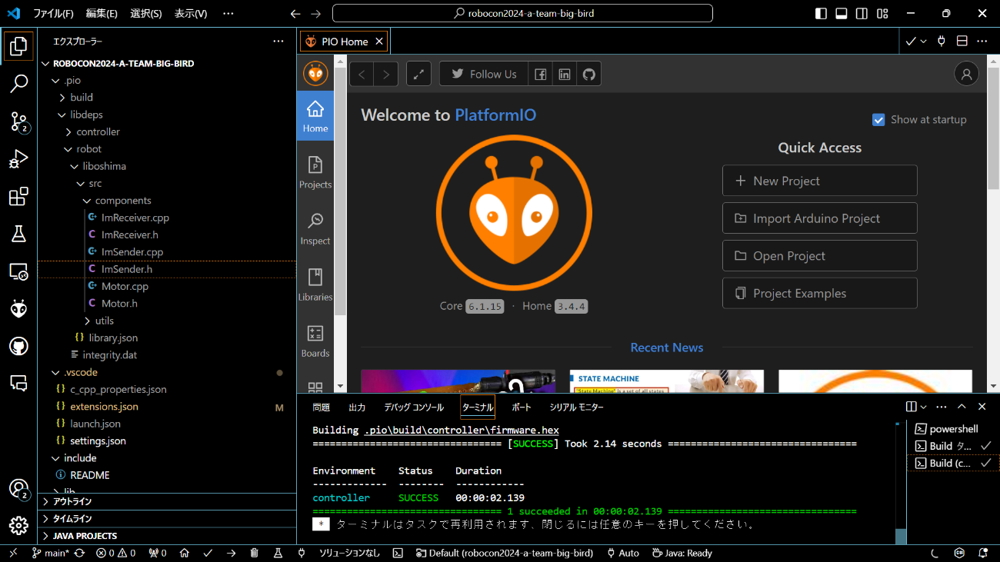 ファイル(F) 編集(E) 選択(S) 表示(V) ··· robocon2024-a-team-big-bird
エクスプローラー ···
ROBOCON2024-A-TEAM-BIG-BIRD
.pio
build
libdeps
controller
robot
liboshima
src
components
ImReceiver.cpp
ImReceiver.h
ImSender.cpp
ImSender.h
Motor.cpp
Motor.h
utils
library.json
integrity.dat
.vscode
c_cpp_properties.json
extensions.json M
launch.json
settings.json
include
README
lib
アウトライン
タイムライン
JAVA PROJECTS
2
2
PIO Home
Follow Us
Home
Projects
Inspect
Libraries
Boards
Welcome to PlatformIO
Show at startup
Quick Access
New Project
Import Arduino Project
Open Project
Project Examples
Core 6.1.15 · Home 3.4.4
Recent News
STATE MACHINE
"State Machine" is a set of all states
問題 出力 デバッグ コンソール ターミナル ポート シリアル モニター
Building .pio\build\controller\firmware.hex
================================= [SUCCESS] Took 2.14 seconds =================================
Environment Status Duration
------------- -------- ------------
controller SUCCESS 00:00:02.139
================================= 1 succeeded in 00:00:02.139 =================================
* ターミナルはタスクで再利用されます、閉じるには任意のキーを押してください。
powershell
Build タ...
Build (c...
main* 0 0 0 ソリューションなし Default (robocon2024-a-team-big-bird) Auto Java: Ready